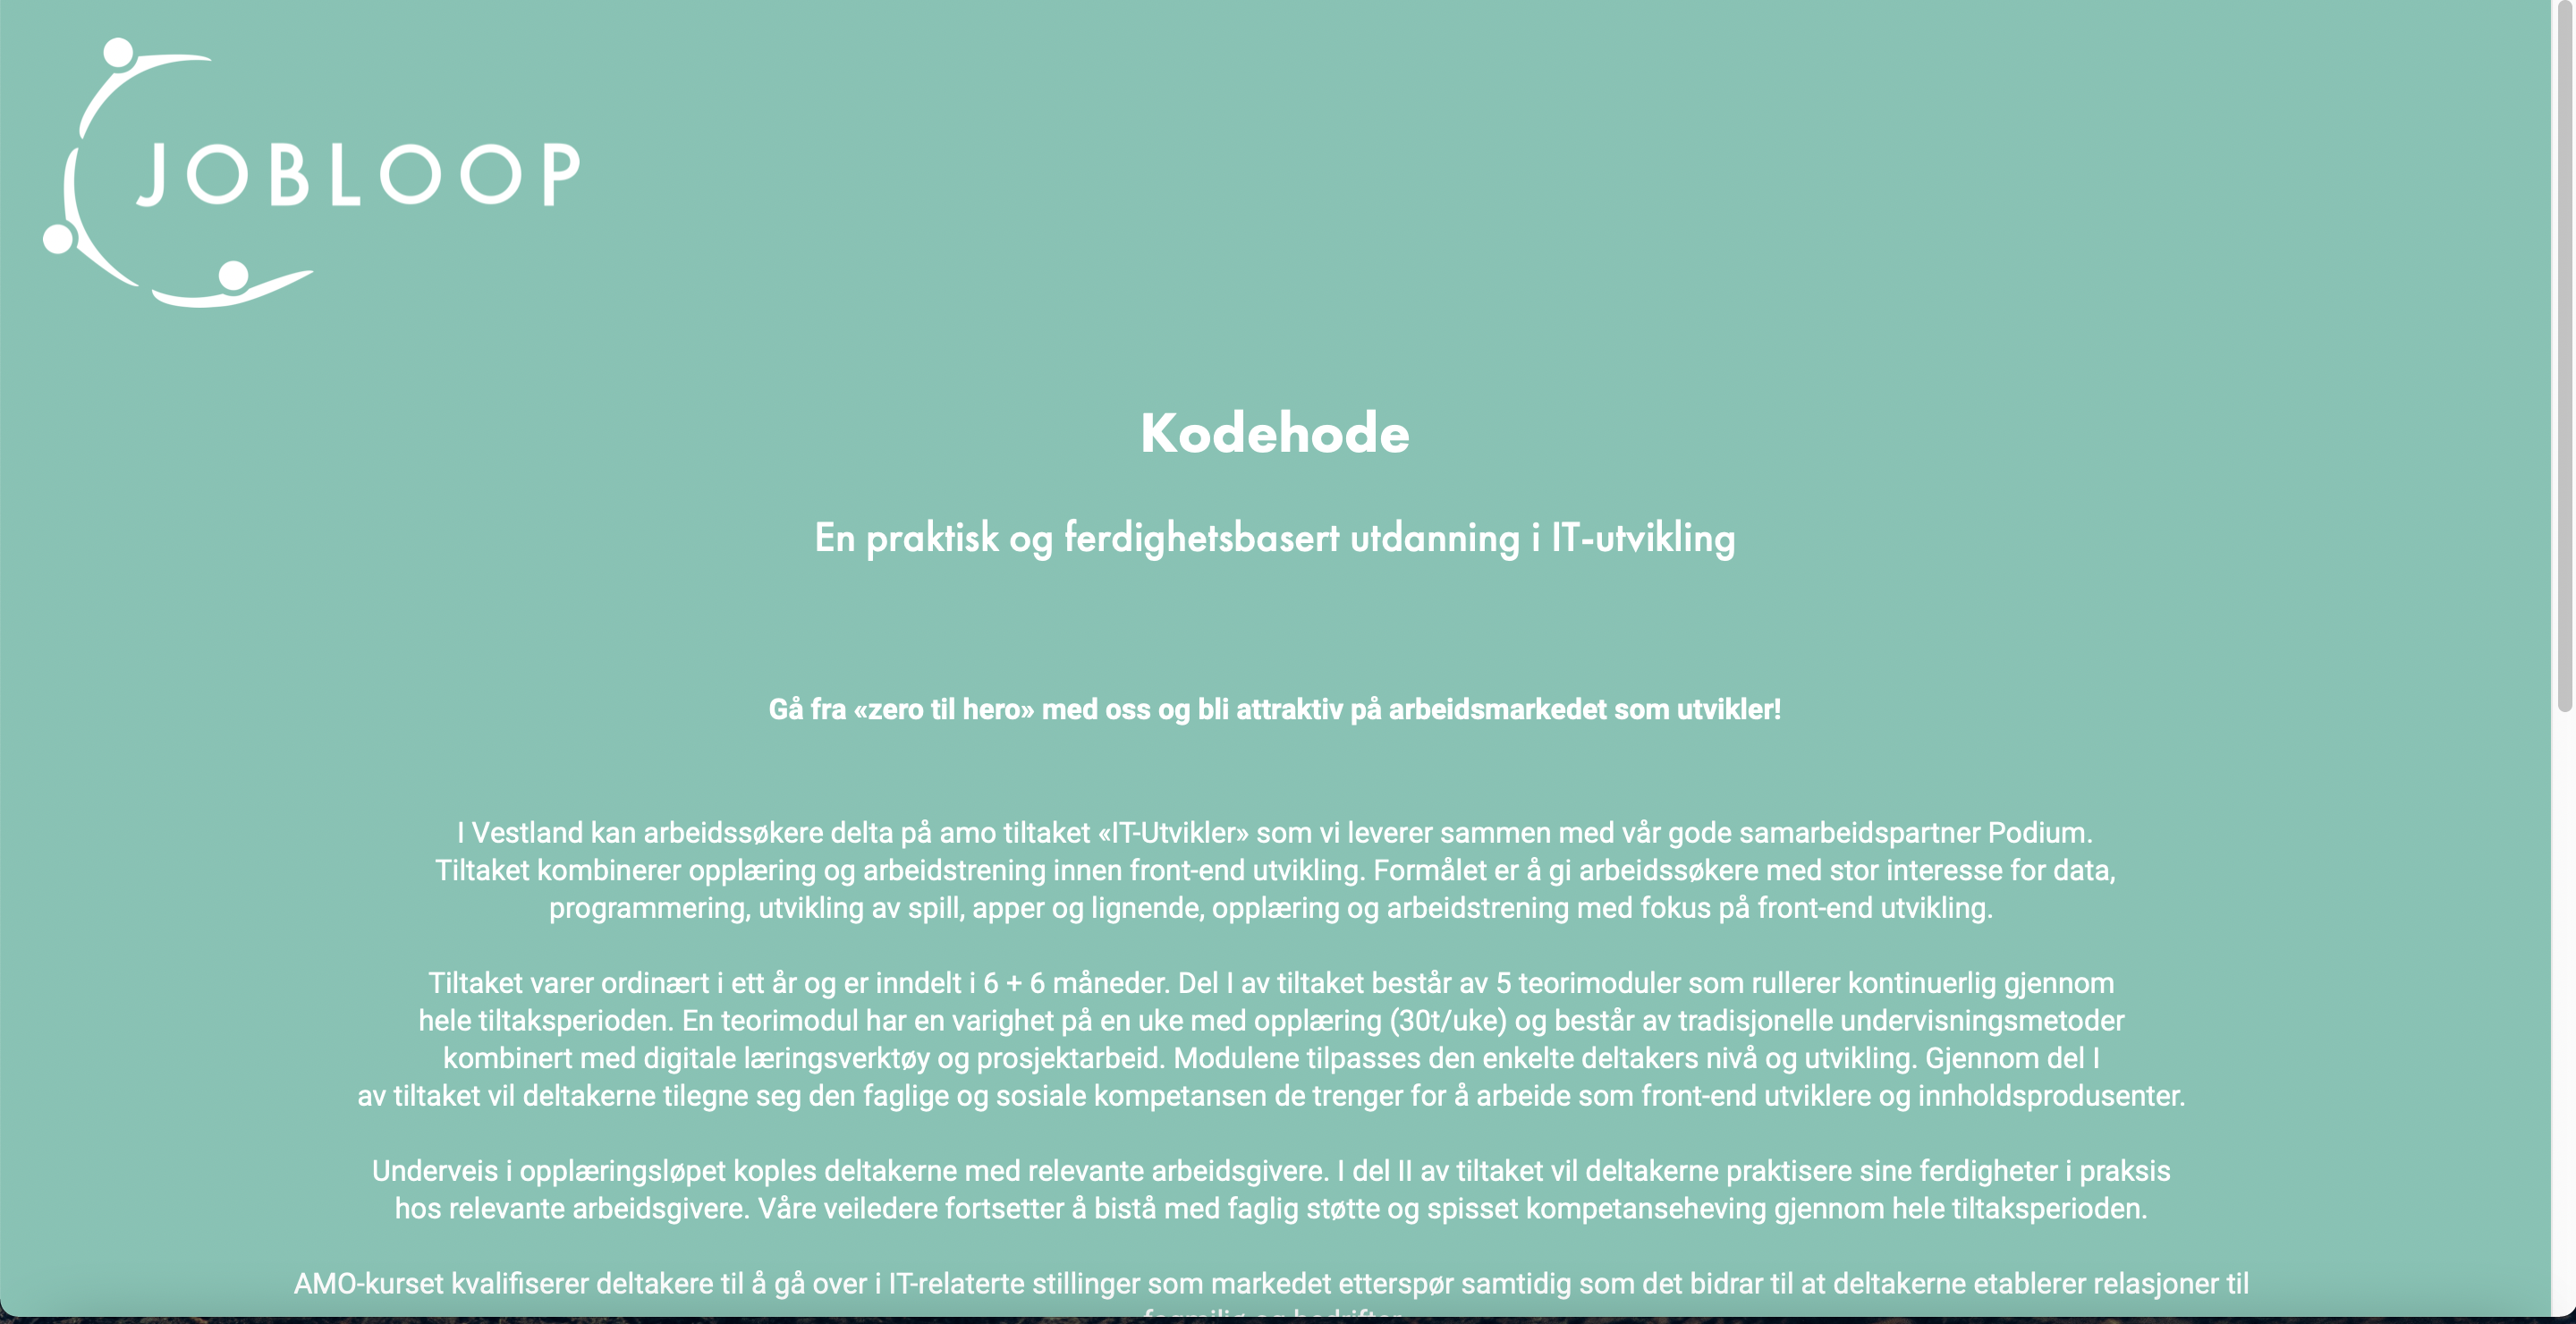 JOBLOOP
Kodehode
En praktisk og ferdighetsbasert utdanning i IT-utvikling
Gå fra «zero til hero» med oss og bli attraktiv på arbeidsmarkedet som utvikler!
I Vestland kan arbeidssøkere delta på amo tiltaket «IT-Utvikler» som vi leverer sammen med vår gode samarbeidspartner Podium.
Tiltaket kombinerer opplæring og arbeidstrening innen front-end utvikling. Formålet er å gi arbeidssøkere med stor interesse for data,
programmering, utvikling av spill, apper og lignende, opplæring og arbeidstrening med fokus på front-end utvikling.
Tiltaket varer ordinært i ett år og er inndelt i 6 + 6 måneder. Del I av tiltaket består av 5 teorimoduler som rullerer kontinuerlig gjennom
hele tiltaksperioden. En teorimodul har en varighet på en uke med opplæring (30t/uke) og består av tradisjonelle undervisningsmetoder
kombinert med digitale læringsverktøy og prosjektarbeid. Modulene tilpasses den enkelte deltakers nivå og utvikling. Gjennom del I
av tiltaket vil deltakerne tilegne seg den faglige og sosiale kompetansen de trenger for å arbeide som front-end utviklere og innholdsprodusenter.
Underveis i opplæringsløpet koples deltakerne med relevante arbeidsgivere. I del II av tiltaket vil deltakerne praktisere sine ferdigheter i praksis
hos relevante arbeidsgivere. Våre veiledere fortsetter å bistå med faglig støtte og spisset kompetanseheving gjennom hele tiltaksperioden.
AMO-kurset kvalifiserer deltakere til å gå over i IT-relaterte stillinger som markedet etterspør samtidig som det bidrar til at deltakerne etablerer relasjoner til